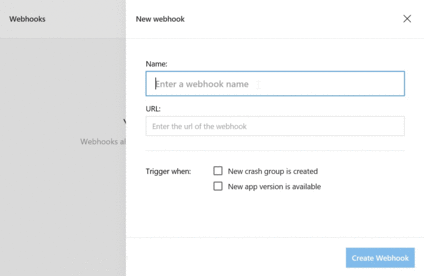 Webhooks
New webhook
Name:
Enter a webhook name
URL:
Enter the url of the webhook
Webhooks al
Trigger when:
New crash group is created
New app version is available
Create Webhook